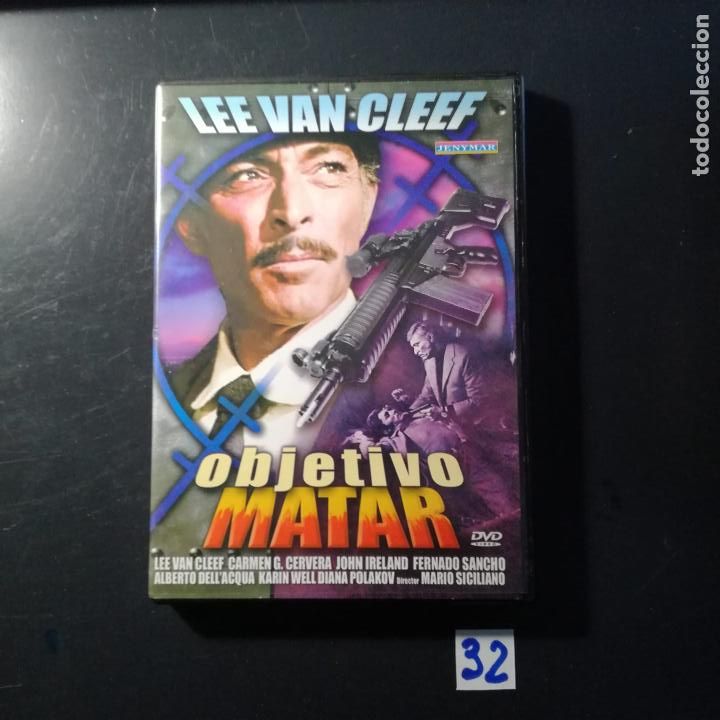 LEE VAN CLEEF
JENYMAR
objetivo
MATAR
DVD
VIDEO
LEE VAN CLEEF CARMEN G. CERVERA JOHN IRELAND FERNADO SANCHO
ALBERTO DELL'ACQUA KARIN WELL DIANA POLAKOV Director MARIO SICILIANO
32
todocoleccion